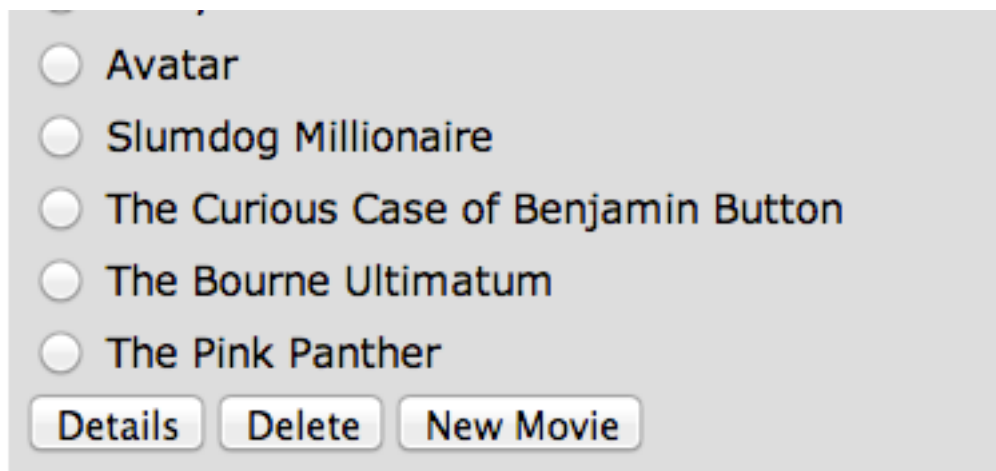 Avatar
Slumdog Millionaire
The Curious Case of Benjamin Button
The Bourne Ultimatum
The Pink Panther
Details Delete New Movie